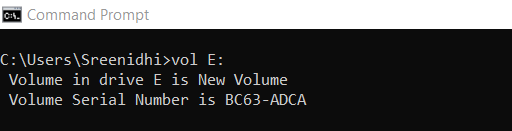 Command Prompt
C:\Users\Sreenidhi>vol E:
Volume in drive E is New Volume
Volume Serial Number is BC63-ADCA